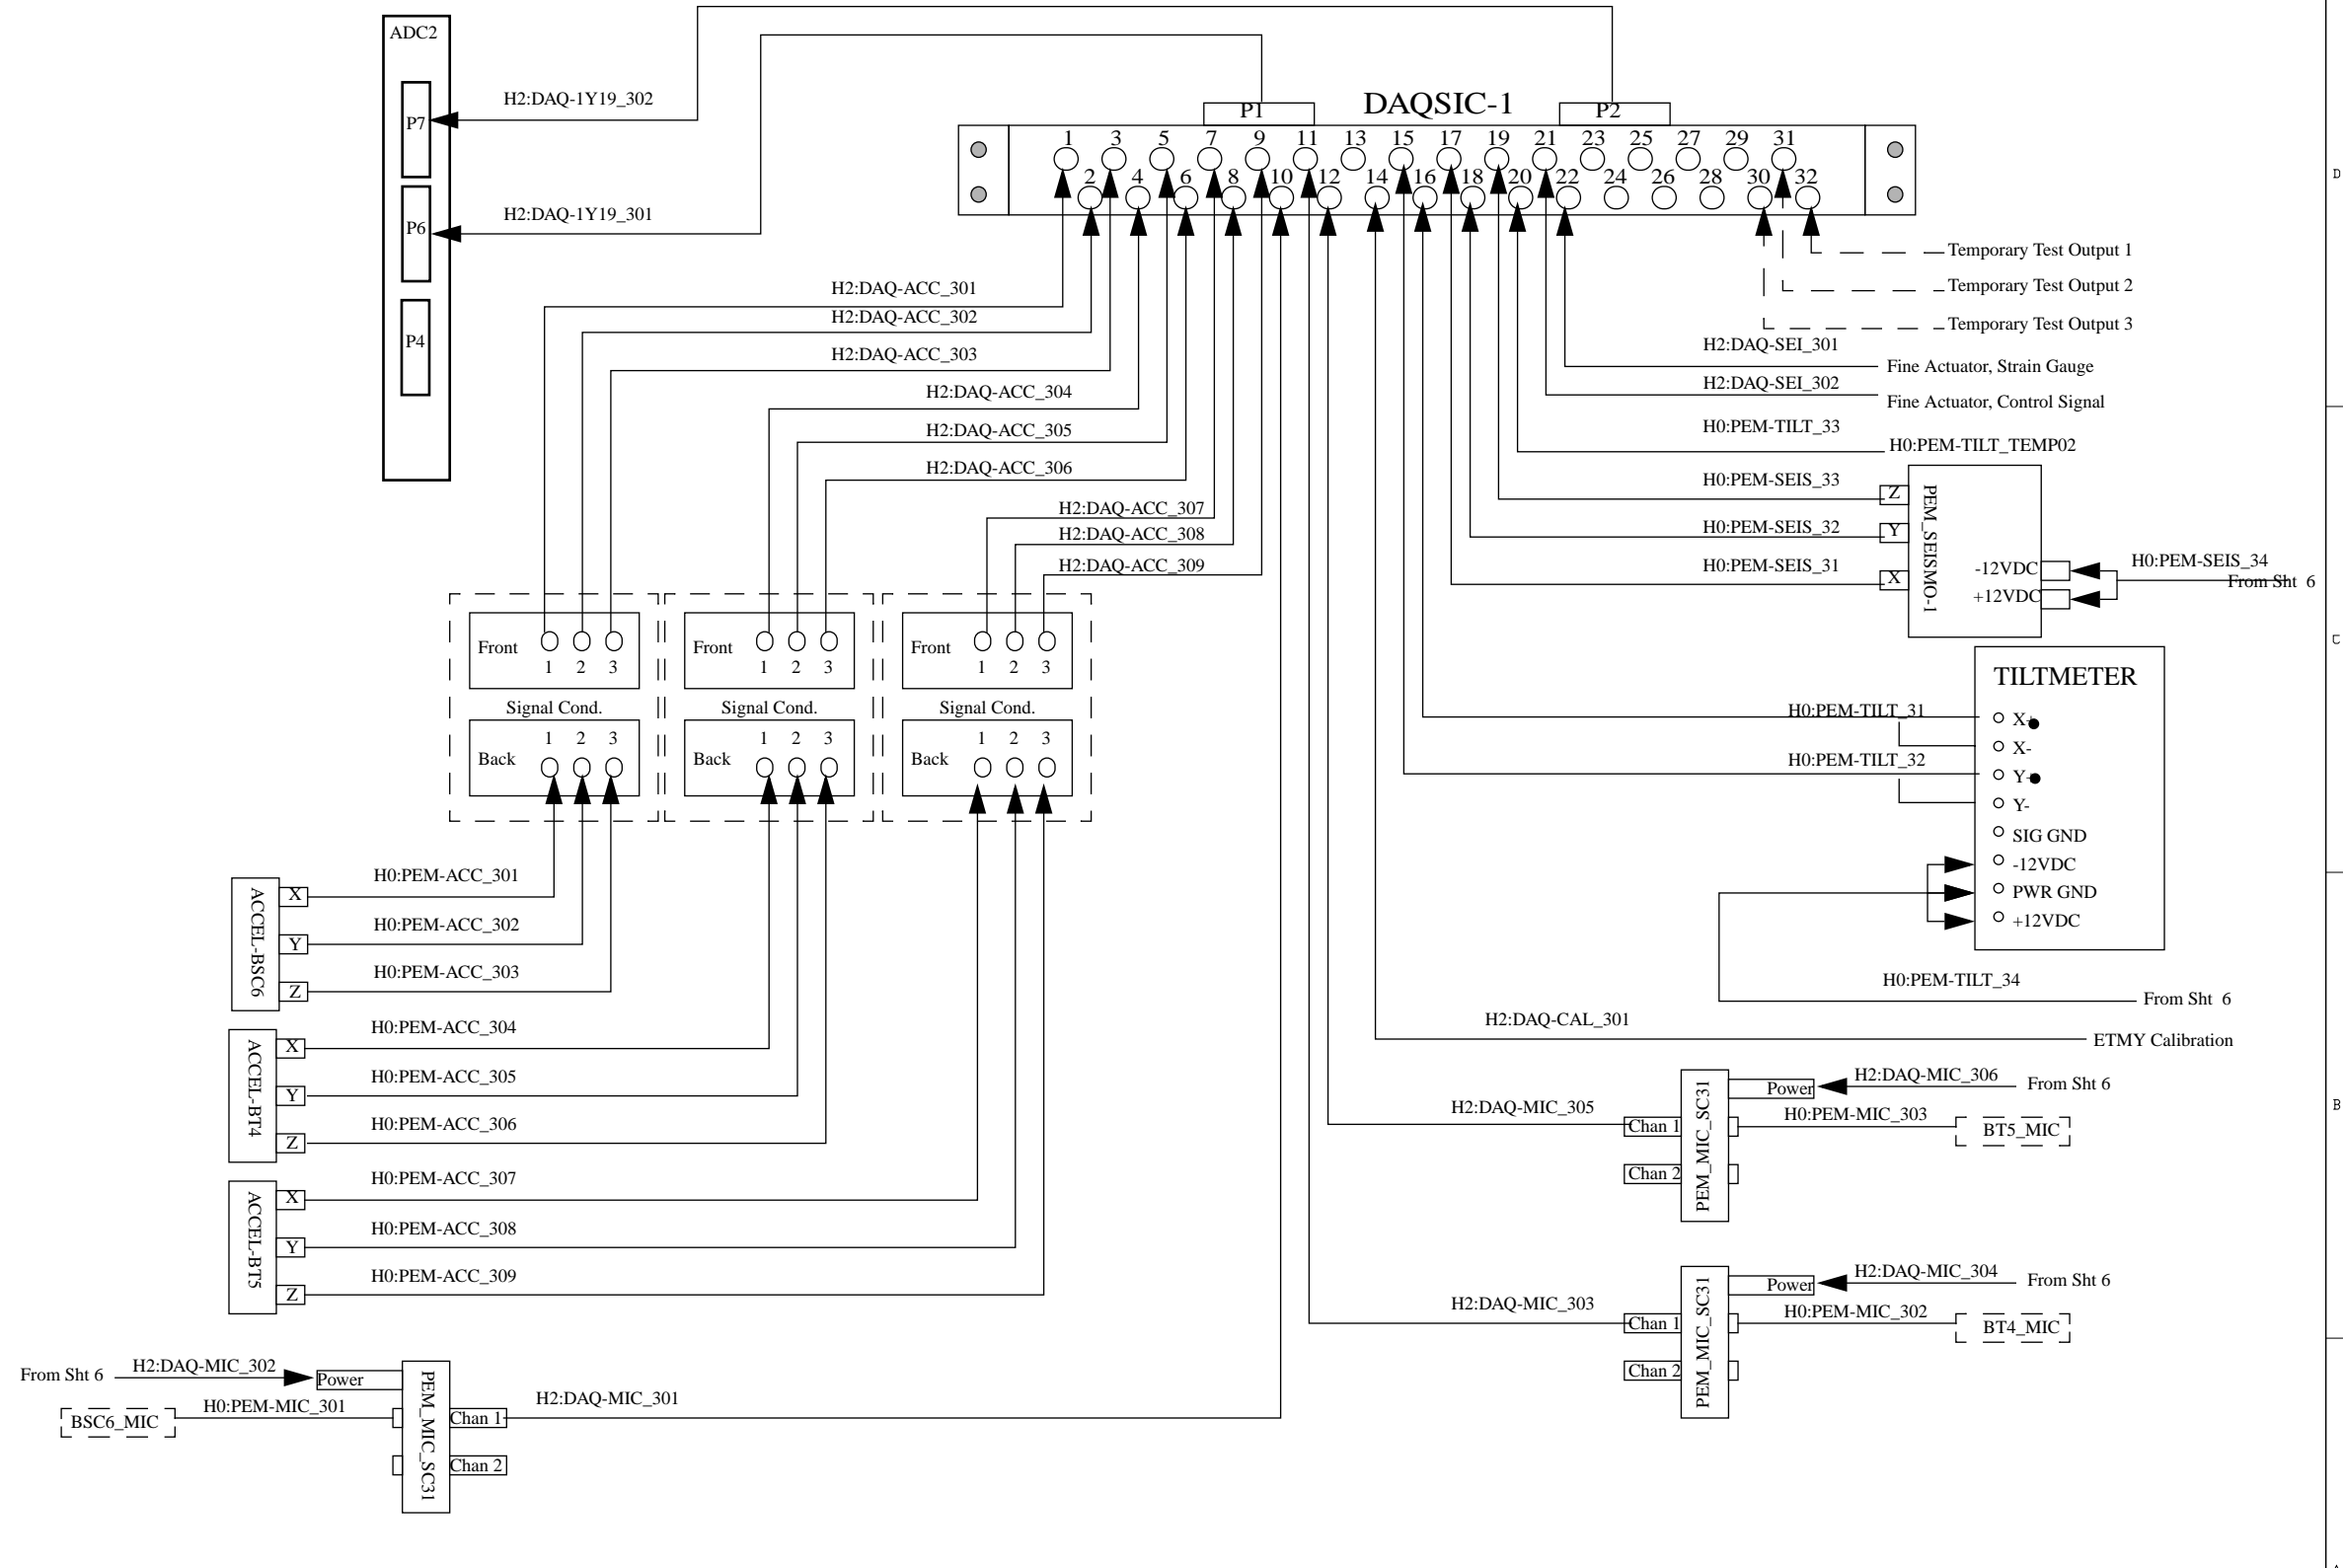 ADC2
P7
P6
P4
H2:DAQ-1Y19_302
H2:DAQ-1Y19_301
DAQSIC-1
P1
P2
1 3 5 7 9 11 13 15 17 19 21 23 25 27 29 31
2 4 6 8 10 12 14 16 18 20 22 24 26 28 30 32
Temporary Test Output 1
Temporary Test Output 2
Temporary Test Output 3
H2:DAQ-ACC_301
H2:DAQ-ACC_302
H2:DAQ-ACC_303
H2:DAQ-ACC_304
H2:DAQ-ACC_305
H2:DAQ-ACC_306
H2:DAQ-ACC_307
H2:DAQ-ACC_308
H2:DAQ-ACC_309
H2:DAQ-SEI_301
Fine Actuator, Strain Gauge
H2:DAQ-SEI_302
Fine Actuator, Control Signal
H0:PEM-TILT_33
H0:PEM-TILT_TEMP02
H0:PEM-SEIS_33
H0:PEM-SEIS_32
H0:PEM-SEIS_31
Z
Y
X
PEM_SEISMO-1
-12VDC
+12VDC
H0:PEM-SEIS_34
From Sht 6
Front
1 2 3
Signal Cond.
Back
1 2 3
Front
1 2 3
Signal Cond.
Back
1 2 3
Front
1 2 3
Signal Cond.
Back
1 2 3
TILTMETER
X+
X-
Y+
Y-
SIG GND
-12VDC
PWR GND
+12VDC
H0:PEM-TILT_31
H0:PEM-TILT_32
H0:PEM-TILT_34
From Sht 6
H2:DAQ-CAL_301
ETMY Calibration
ACCEL-BSC6
X
Y
Z
H0:PEM-ACC_301
H0:PEM-ACC_302
H0:PEM-ACC_303
ACCEL-BT4
X
Y
Z
H0:PEM-ACC_304
H0:PEM-ACC_305
H0:PEM-ACC_306
ACCEL-BT5
X
Y
Z
H0:PEM-ACC_307
H0:PEM-ACC_308
H0:PEM-ACC_309
H2:DAQ-MIC_305
Chan 1
Chan 2
PEM_MIC_SC31
Power
H2:DAQ-MIC_306
From Sht 6
H0:PEM-MIC_303
BT5_MIC
H2:DAQ-MIC_303
Chan 1
Chan 2
PEM_MIC_SC31
Power
H2:DAQ-MIC_304
From Sht 6
H0:PEM-MIC_302
BT4_MIC
From Sht 6
H2:DAQ-MIC_302
Power
BSC6_MIC
H0:PEM-MIC_301
PEM_MIC_SC31
Chan 1
Chan 2
H2:DAQ-MIC_301
D
C
B